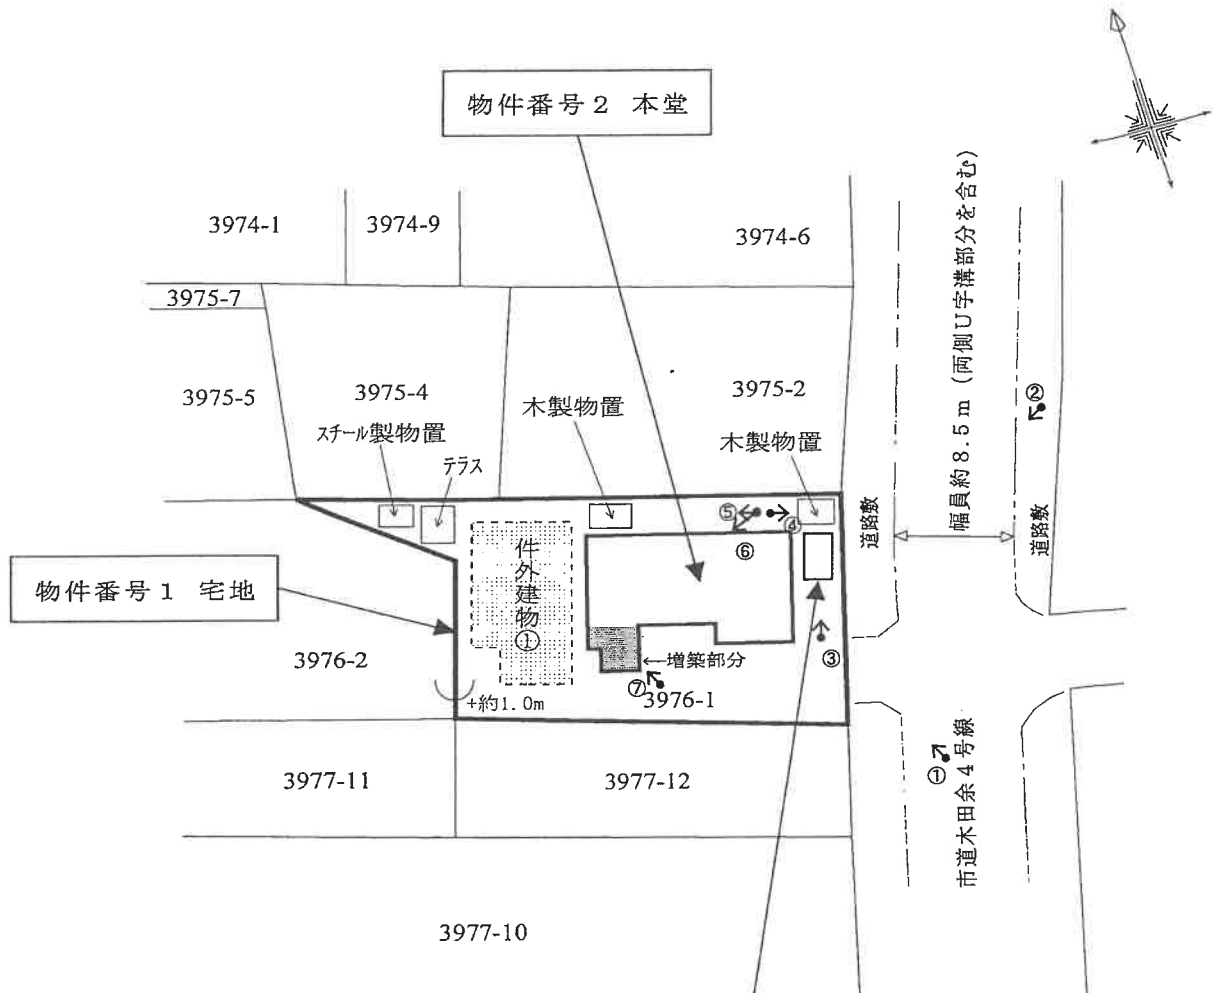 物件番号２　本堂
幅員約８.５ｍ（両側Ｕ字溝部分を含む）
3974-1
3974-9
3974-6
3975-7
3975-5
3975-4
3975-2
②
木製物置
スチール製物置
木製物置
テラス
道路敷
道路敷
⑤
④
⑥
件外建物①
物件番号１　宅地
3976-2
←増築部分
③
⑦
3976-1
+約1.0m
3977-11
3977-12
①
市道木田余４号線
3977-10